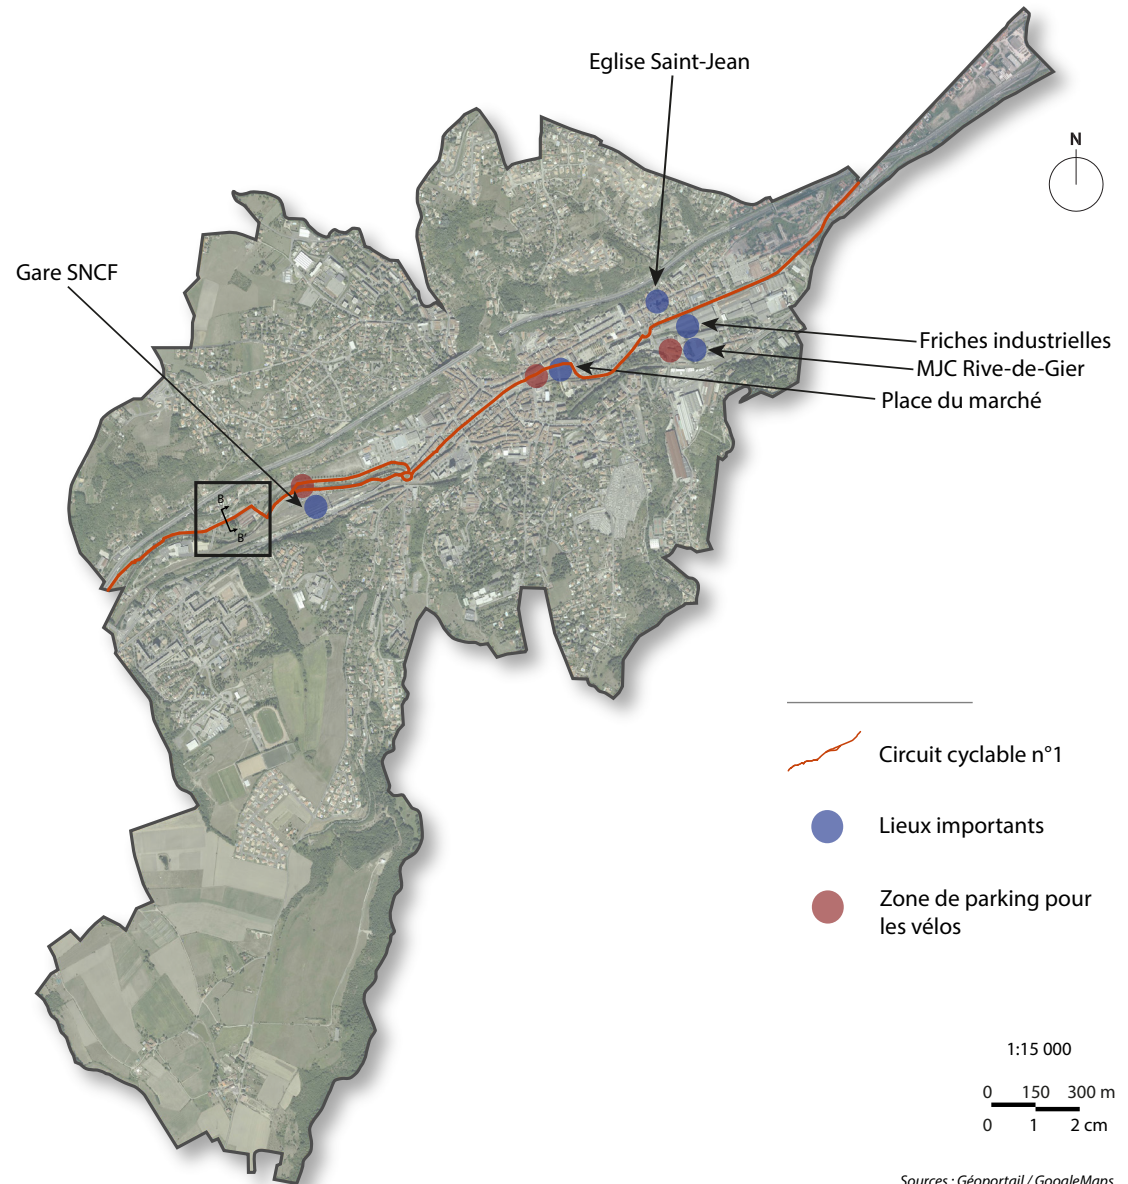 Eglise Saint-Jean
N
Gare SNCF
Friches industrielles
MJC Rive-de-Gier
Place du marché
B
B'
Circuit cyclable n°1
Lieux importants
Zone de parking pour
les vélos
1:15 000
0 150 300 m
0 1 2 cm
Sources : Géoportail / GoogleMaps